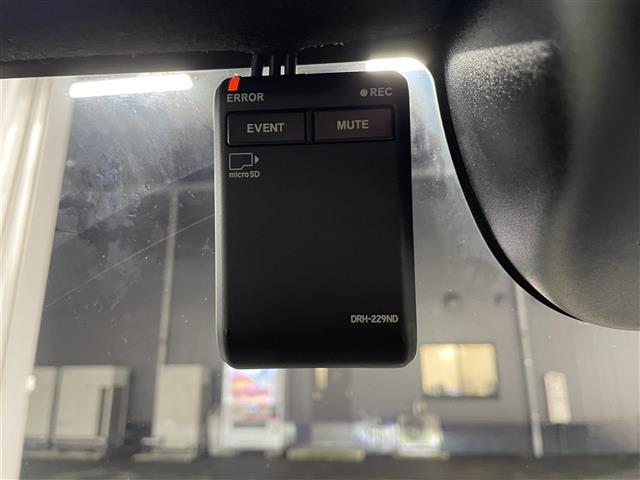 ERROR
REC
EVENT
MUTE
microSD
DRH-229ND